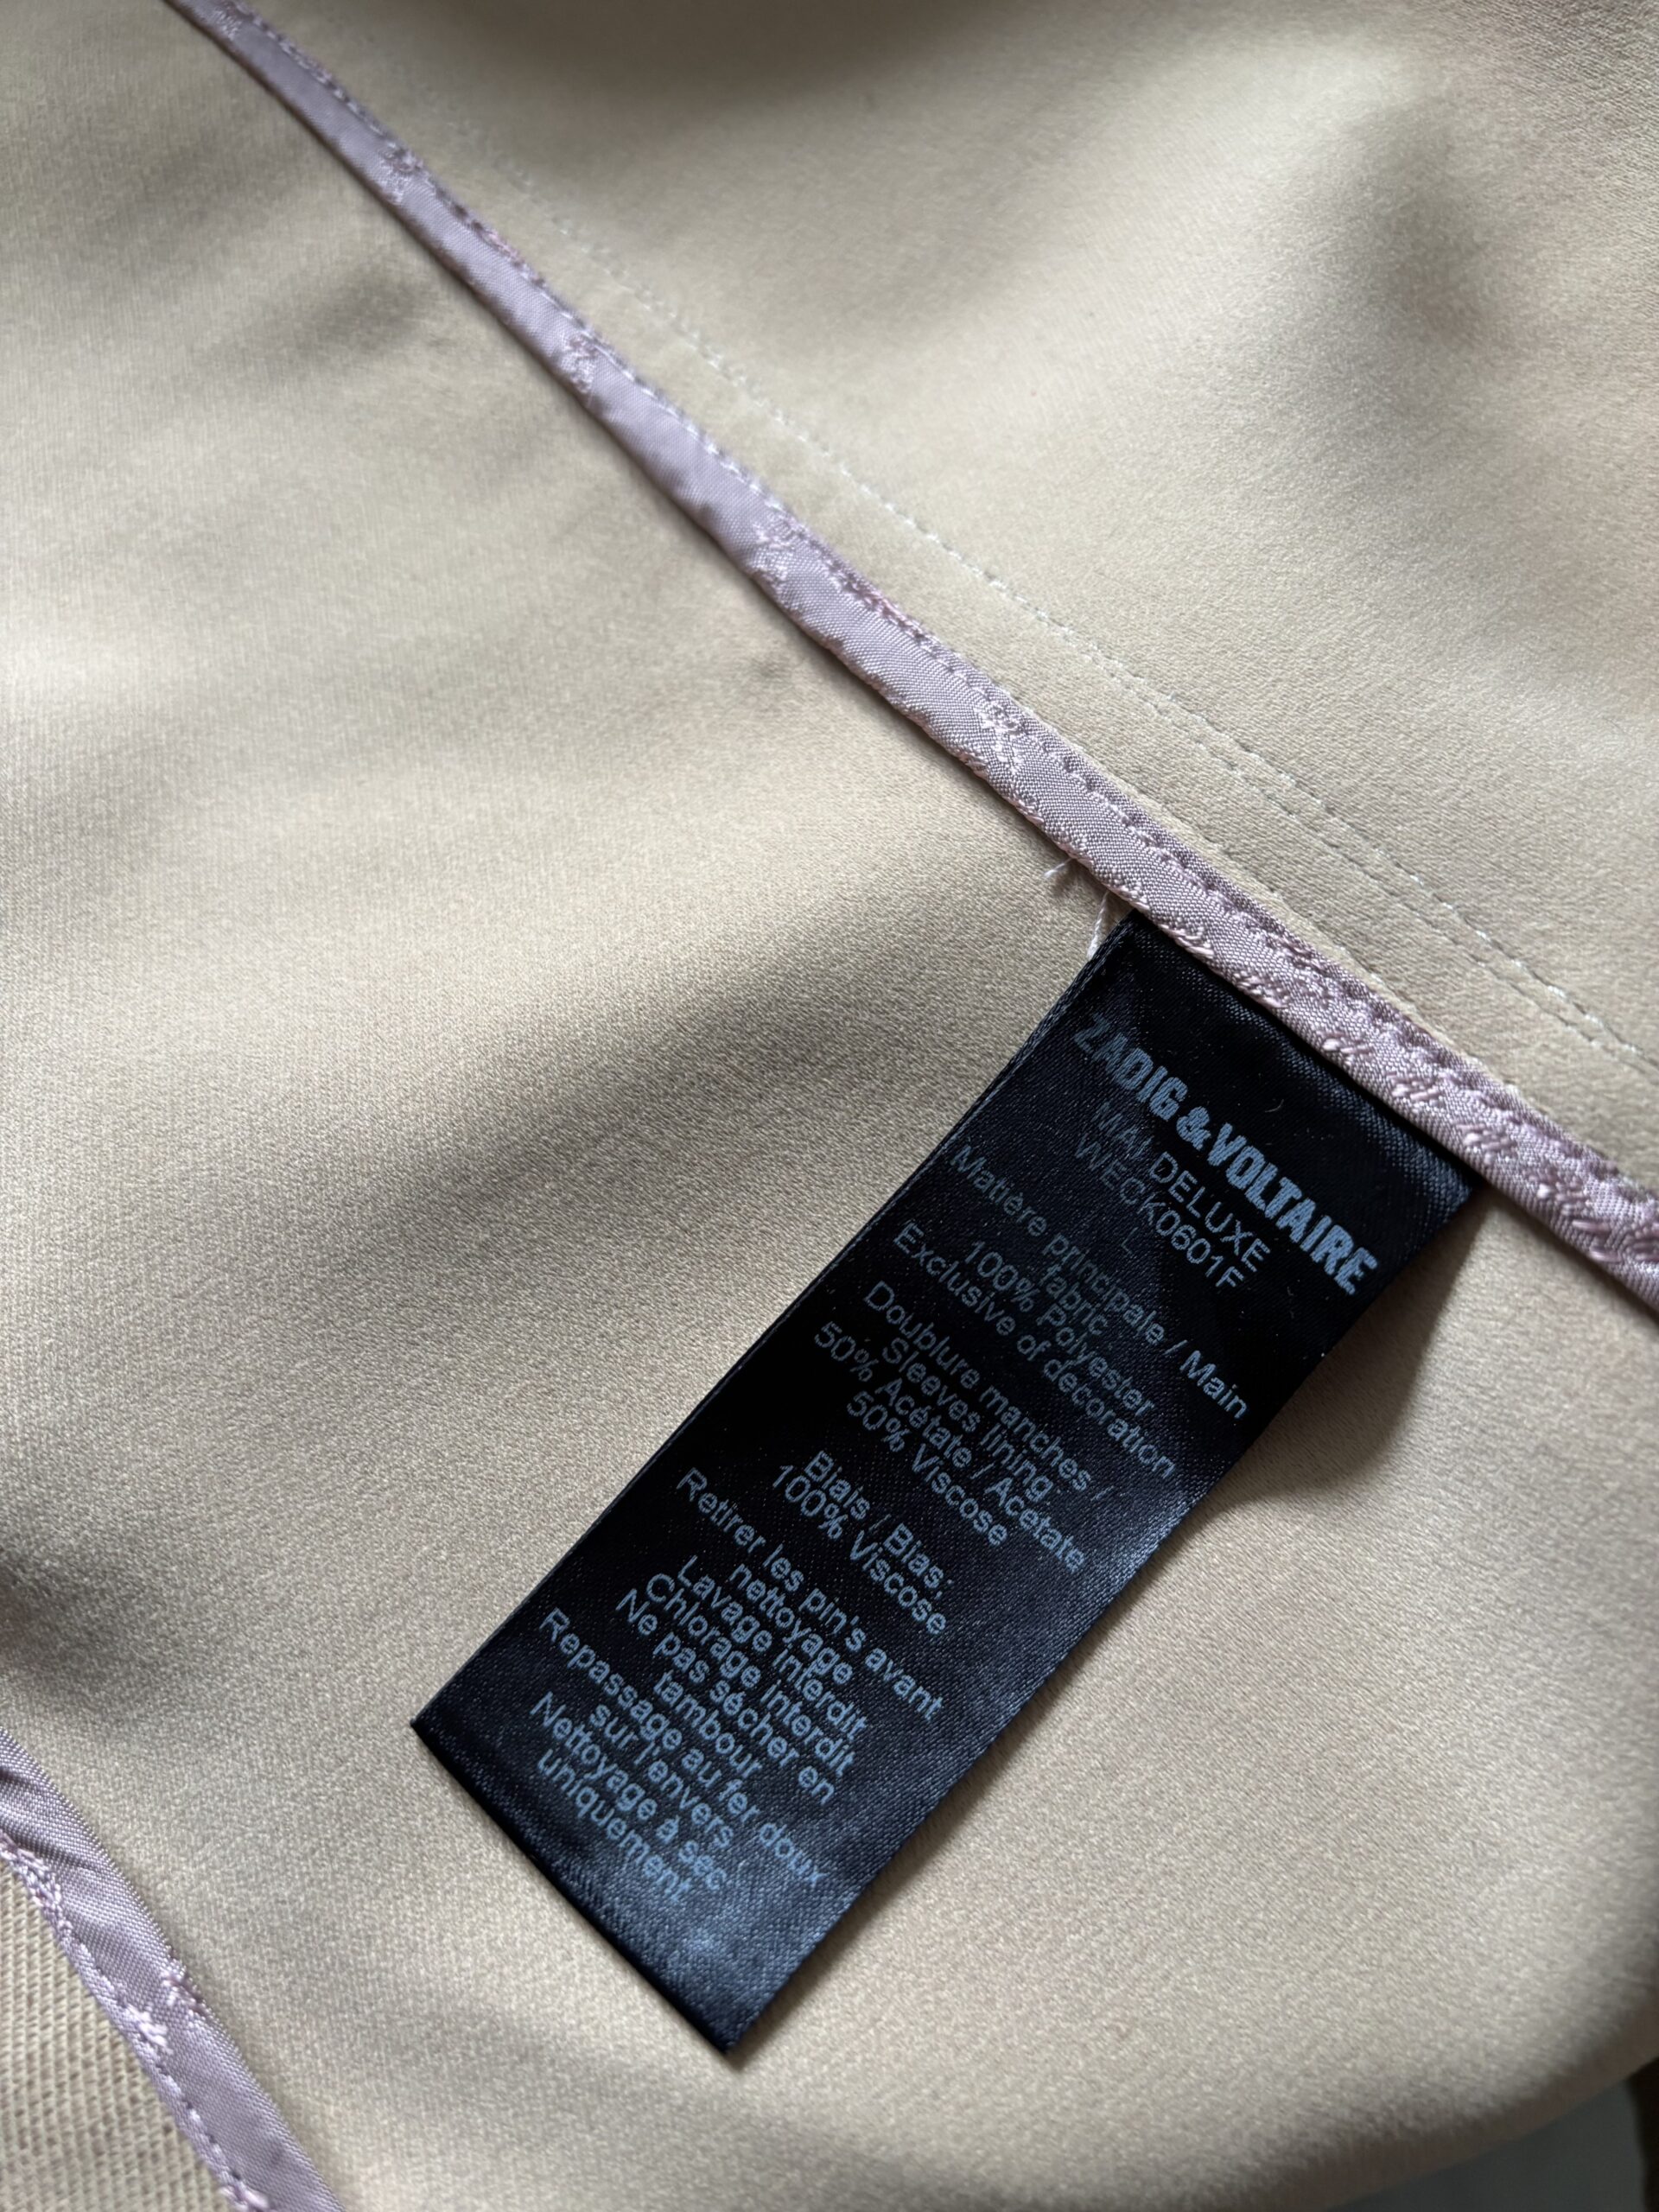 ZADIG&VOLTAIRE
VIAJ DELUXE
WECK0601F
L
Matière principale / Main
fabric:
100% Polyester
Exclusive of decoration
Doublure manches /
Sleeves lining:
50% Acétate / Acetate
50% Viscose
Biais / Bias:
100% Viscose
Retirer les pin's avant
nettoyage
Lavage interdit
Chlorage interdit
Ne pas sécher en
tambour
Repassage au fer doux
sur l'envers
Nettoyage à sec
uniquement